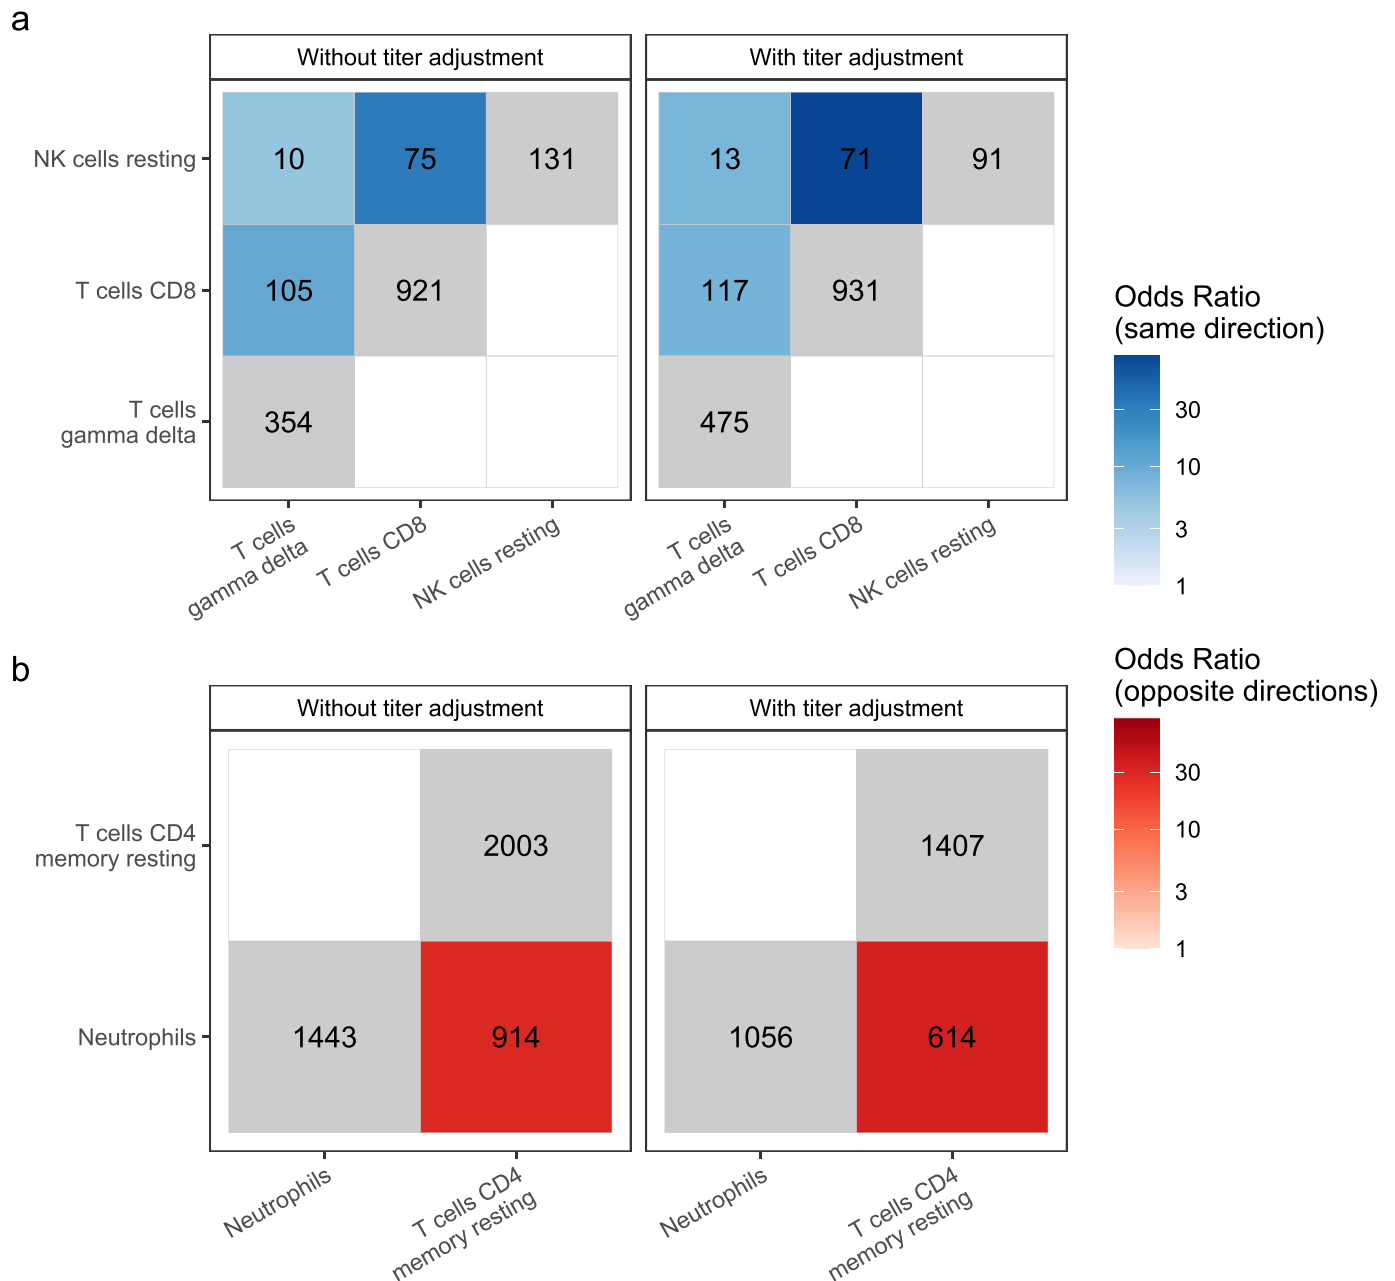 a
Without titer adjustment
With titer adjustment
NK cells resting
10
75
131
13
71
91
T cells CD8
105
921
117
931
T cells
gamma delta
354
475
T cells
gamma delta
T cells CD8
NK cells resting
T cells
gamma delta
T cells CD8
NK cells resting
Odds Ratio
(same direction)
30
10
3
1
b
Without titer adjustment
With titer adjustment
T cells CD4
memory resting
2003
1407
Neutrophils
1443
914
1056
614
Neutrophils
T cells CD4
memory resting
Neutrophils
T cells CD4
memory resting
Odds Ratio
(opposite directions)
30
10
3
1